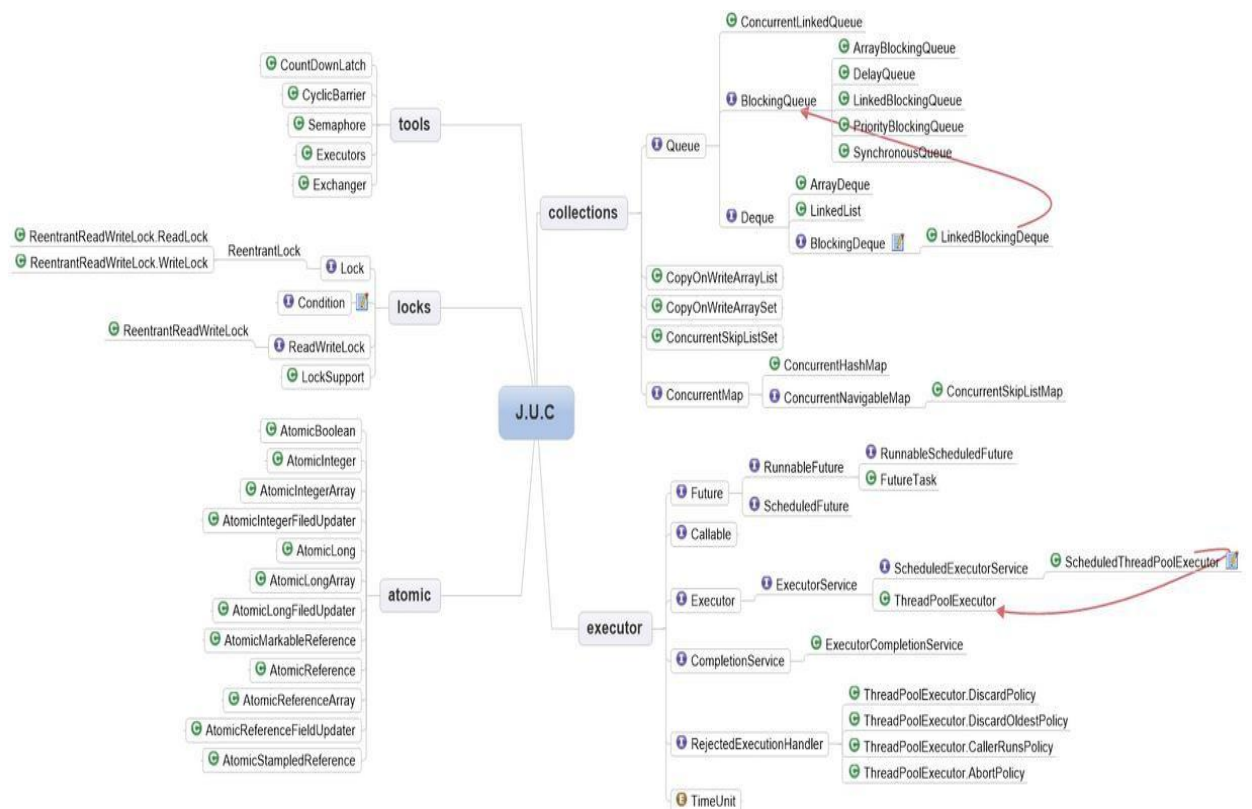 J.U.C
tools
CountDownLatch
CyclicBarrier
Semaphore
Executors
Exchanger
locks
Lock
ReentrantLock
ReentrantReadWriteLock.ReadLock
ReentrantReadWriteLock.WriteLock
Condition
ReadWriteLock
ReentrantReadWriteLock
LockSupport
atomic
AtomicBoolean
AtomicInteger
AtomicIntegerArray
AtomicIntegerFiledUpdater
AtomicLong
AtomicLongArray
AtomicLongFiledUpdater
AtomicMarkableReference
AtomicReference
AtomicReferenceArray
AtomicReferenceFieldUpdater
AtomicStampedReference
collections
Queue
ConcurrentLinkedQueue
BlockingQueue
ArrayBlockingQueue
DelayQueue
LinkedBlockingQueue
PriorityBlockingQueue
SynchronousQueue
Deque
ArrayDeque
LinkedList
BlockingDeque
LinkedBlockingDeque
CopyOnWriteArrayList
CopyOnWriteArraySet
ConcurrentSkipListSet
ConcurrentMap
ConcurrentHashMap
ConcurrentNavigableMap
ConcurrentSkipListMap
executor
Future
RunnableFuture
RunnableScheduledFuture
FutureTask
ScheduledFuture
Callable
Executor
ExecutorService
ScheduledExecutorService
ScheduledThreadPoolExecutor
ThreadPoolExecutor
CompletionService
ExecutorCompletionService
RejectedExecutionHandler
ThreadPoolExecutor.DiscardPolicy
ThreadPoolExecutor.DiscardOldestPolicy
ThreadPoolExecutor.CallerRunsPolicy
ThreadPoolExecutor.AbortPolicy
TimeUnit